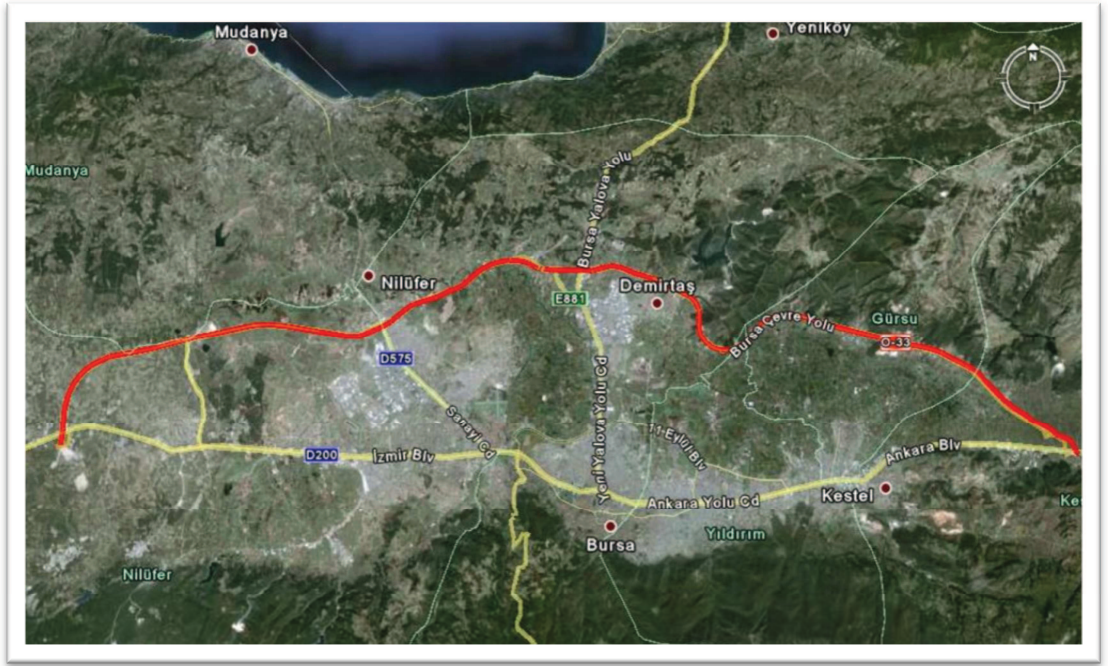 Mudanya
Yeniköy
N
Mudanya
Bursa Yalova Yolu
Nilüfer
Demirtaş
E881
Bursa Çevre Yolu
Gürsu
O-33
D575
Yeni Yalova Yolu Cd
Sanayi Cd
11 Eylül Blv
D200
İzmir Blv
Ankara Blv
Ankara Yolu Cd
Kestel
Kes
Bursa
Yıldırım
Nilüfer